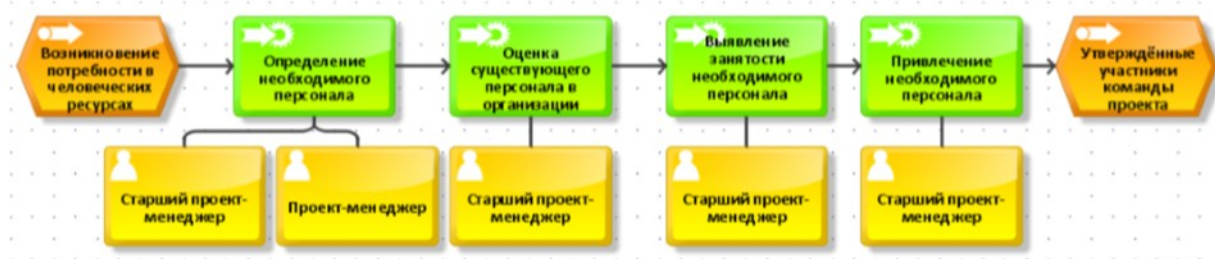 Возникновение
потребности в
человеческих
ресурсах
Определение
необходимого
персонала
Оценка
существующего
персонала в
организации
Выявление
занятости
необходимого
персонала
Привлечение
необходимого
персонала
Утверждённые
участники
команды
проекта
Старший проект-
менеджер
Проект-менеджер
Старший проект-
менеджер
Старший проект-
менеджер
Старший проект-
менеджер